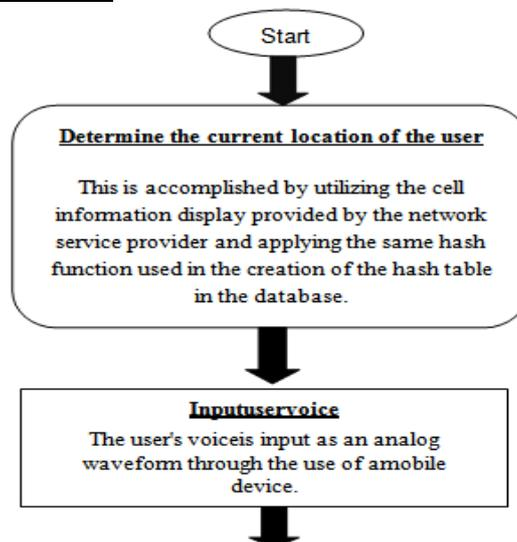 Start
Determine the current location of the user
This is accomplished by utilizing the cell
information display provided by the network
service provider and applying the same hash
function used in the creation of the hash table
in the database.
Inputuservoice
The user's voiceis input as an analog
waveform through the use of amobile
device.